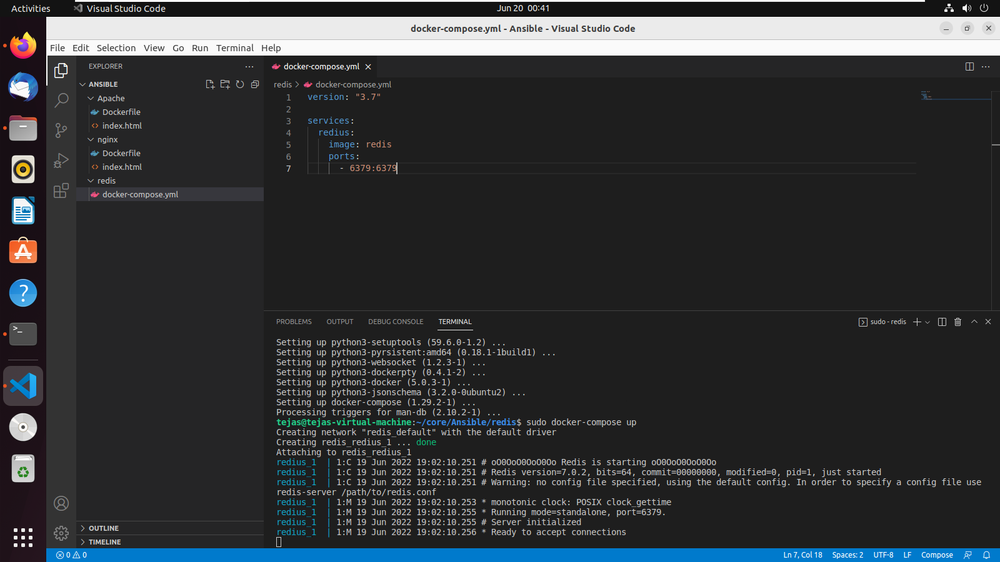 Activities
Visual Studio Code
Jun 20 00:41
docker-compose.yml - Ansible - Visual Studio Code
File Edit Selection View Go Run Terminal Help
EXPLORER
ANSIBLE
Apache
Dockerfile
index.html
nginx
Dockerfile
index.html
redis
docker-compose.yml
OUTLINE
TIMELINE
docker-compose.yml
redis > docker-compose.yml
1 version: "3.7"
2
3 services:
4 redius:
5 image: redis
6 ports:
7 - 6379:6379
PROBLEMS OUTPUT DEBUG CONSOLE TERMINAL
sudo - redis
Setting up python3-setuptools (59.6.0-1.2) ...
Setting up python3-pyrsistent:amd64 (0.18.1-1build1) ...
Setting up python3-websocket (1.2.3-1) ...
Setting up python3-dockerpty (0.4.1-2) ...
Setting up python3-docker (5.0.3-1) ...
Setting up python3-jsonschema (3.2.0-0ubuntu2) ...
Setting up docker-compose (1.29.2-1) ...
Processing triggers for man-db (2.10.2-1) ...
tejas@tejas-virtual-machine:~/core/Ansible/redis$ sudo docker-compose up
Creating network "redis_default" with the default driver
Creating redis_redius_1 ... done
Attaching to redis_redius_1
redius_1 | 1:C 19 Jun 2022 19:02:10.251 # oO0OoO0OoO0Oo Redis is starting oO0OoO0OoO0Oo
redius_1 | 1:C 19 Jun 2022 19:02:10.251 # Redis version=7.0.2, bits=64, commit=00000000, modified=0, pid=1, just started
redius_1 | 1:C 19 Jun 2022 19:02:10.251 # Warning: no config file specified, using the default config. In order to specify a config file use
redis-server /path/to/redis.conf
redius_1 | 1:M 19 Jun 2022 19:02:10.253 * monotonic clock: POSIX clock_gettime
redius_1 | 1:M 19 Jun 2022 19:02:10.255 * Running mode=standalone, port=6379.
redius_1 | 1:M 19 Jun 2022 19:02:10.255 # Server initialized
redius_1 | 1:M 19 Jun 2022 19:02:10.256 * Ready to accept connections
0 0
Ln 7, Col 18 Spaces: 2 UTF-8 LF Compose